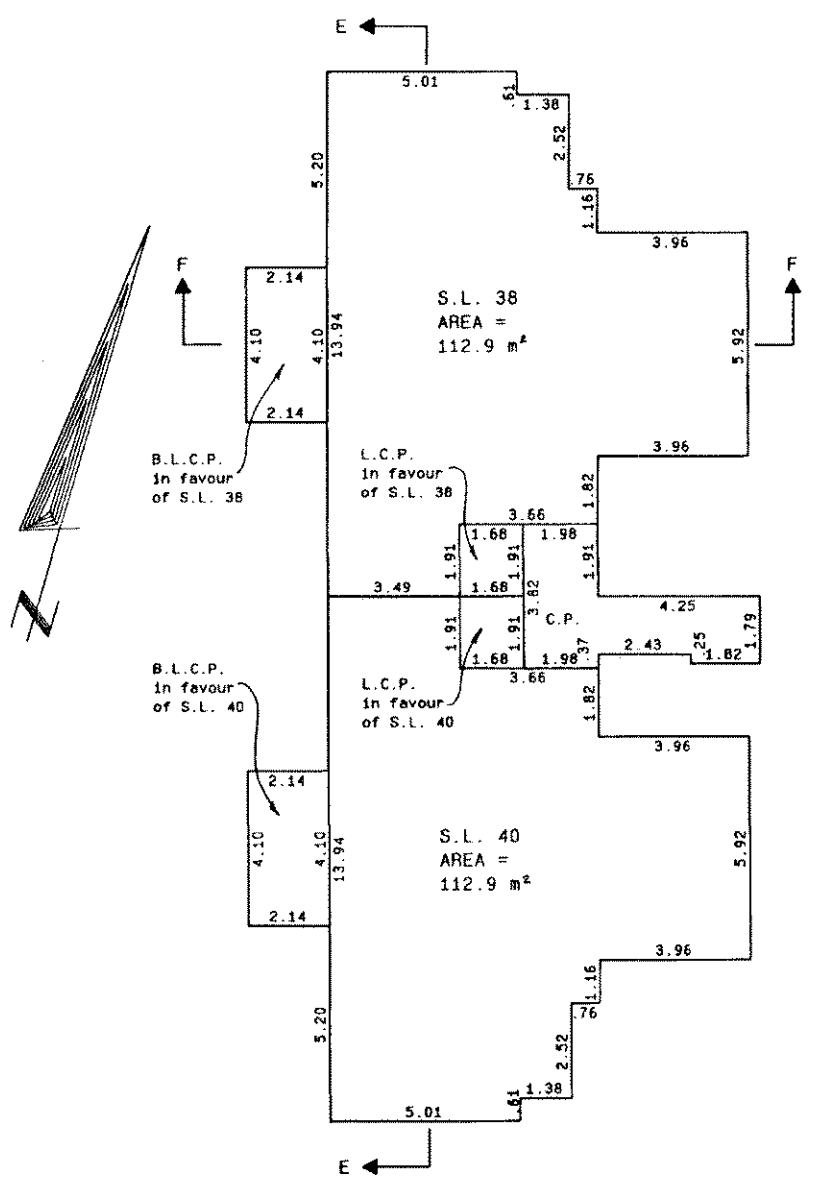 E
5.01
.61
1.38
2.52
5.20
.76
1.16
3.96
F
F
2.14
S.L. 38
AREA =
112.9 m²
4.10
4.10
13.94
5.92
2.14
B.L.C.P.
in favour
of S.L. 38
L.C.P.
in favour
of S.L. 38
3.96
1.82
3.66
1.68
1.98
1.91
1.91
1.91
3.49
1.68
3.82
4.25
C.P.
1.91
1.91
.37
2.43
.25
1.79
1.82
1.68
1.98
3.66
B.L.C.P.
in favour
of S.L. 40
L.C.P.
in favour
of S.L. 40
1.82
3.96
2.14
S.L. 40
AREA =
112.9 m²
4.10
4.10
13.94
5.92
2.14
3.96
1.16
.76
5.20
2.52
1.38
.61
5.01
E